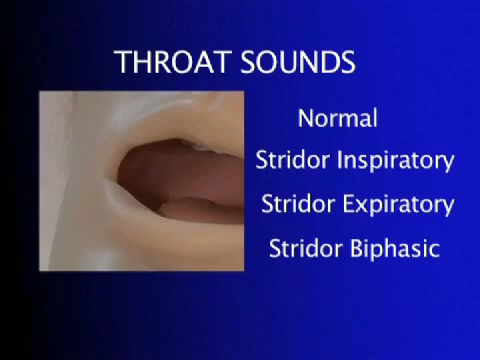 THROAT SOUNDS
Normal
Stridor Inspiratory
Stridor Expiratory
Stridor Biphasic